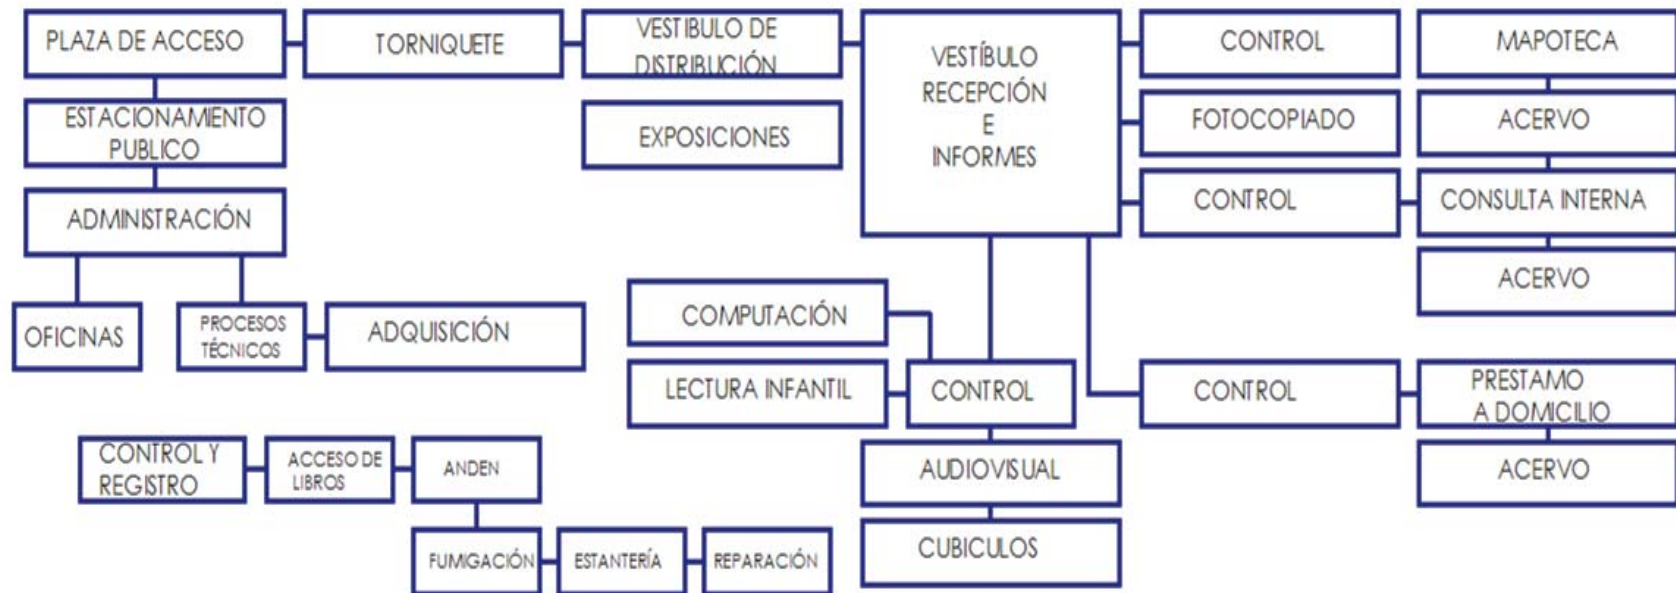 PLAZA DE ACCESO
TORNIQUETE
VESTIBULO DE
DISTRIBUCIÓN
VESTÍBULO
RECEPCIÓN
E
INFORMES
CONTROL
MAPOTECA
ESTACIONAMIENTO
PUBLICO
EXPOSICIONES
FOTOCOPIADO
ACERVO
ADMINISTRACIÓN
CONTROL
CONSULTA INTERNA
ACERVO
OFICINAS
PROCESOS
TÉCNICOS
ADQUISICIÓN
COMPUTACIÓN
LECTURA INFANTIL
CONTROL
CONTROL
PRESTAMO
A DOMICILIO
CONTROL Y
REGISTRO
ACCESO DE
LIBROS
ANDEN
AUDIOVISUAL
ACERVO
FUMIGACIÓN
ESTANTERÍA
REPARACIÓN
CUBICULOS